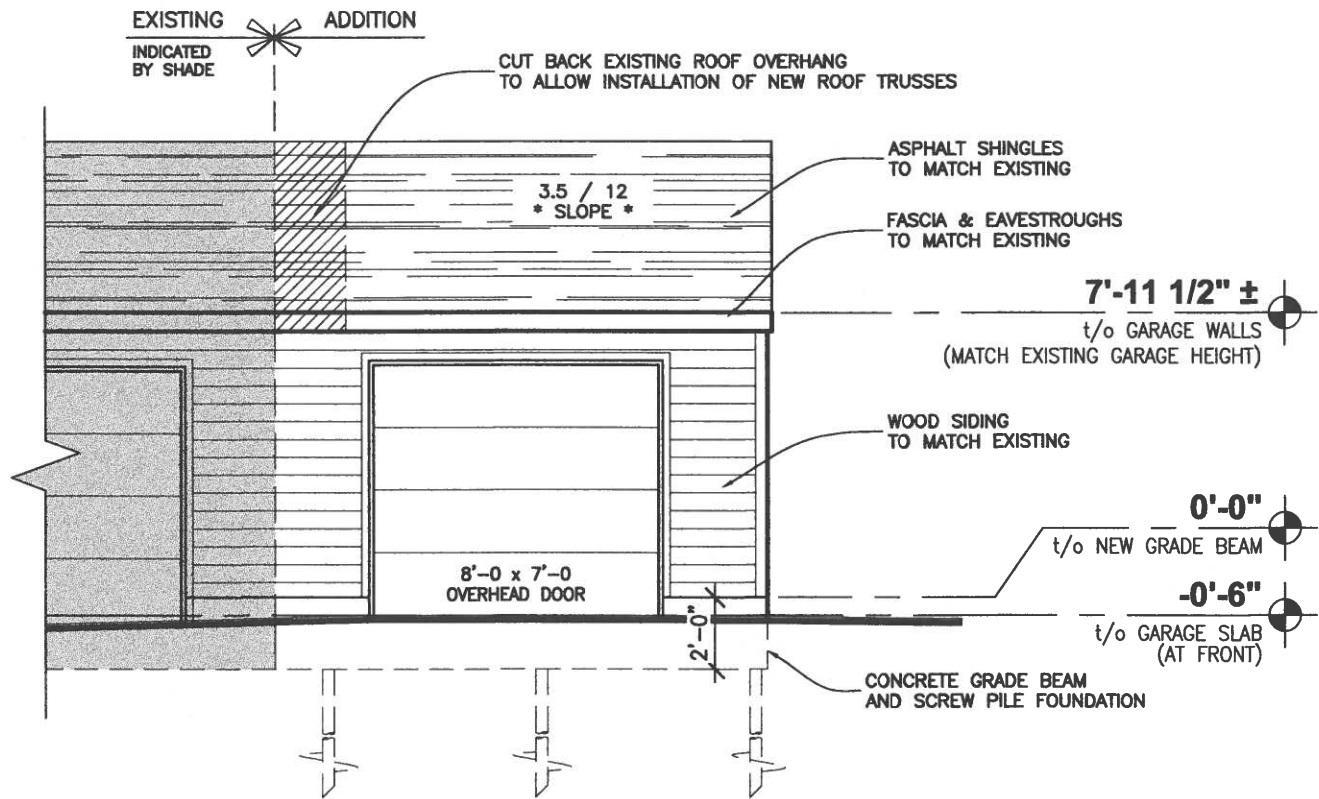 EXISTING
ADDITION
INDICATED
BY SHADE
CUT BACK EXISTING ROOF OVERHANG
TO ALLOW INSTALLATION OF NEW ROOF TRUSSES
ASPHALT SHINGLES
TO MATCH EXISTING
3.5 / 12
* SLOPE *
FASCIA & EAVESTROUGHS
TO MATCH EXISTING
7'-11 1/2" ±
t/o GARAGE WALLS
(MATCH EXISTING GARAGE HEIGHT)
WOOD SIDING
TO MATCH EXISTING
0'-0"
t/o NEW GRADE BEAM
8'-0 x 7'-0
OVERHEAD DOOR
-0'-6"
t/o GARAGE SLAB
(AT FRONT)
2'-0"
CONCRETE GRADE BEAM
AND SCREW PILE FOUNDATION